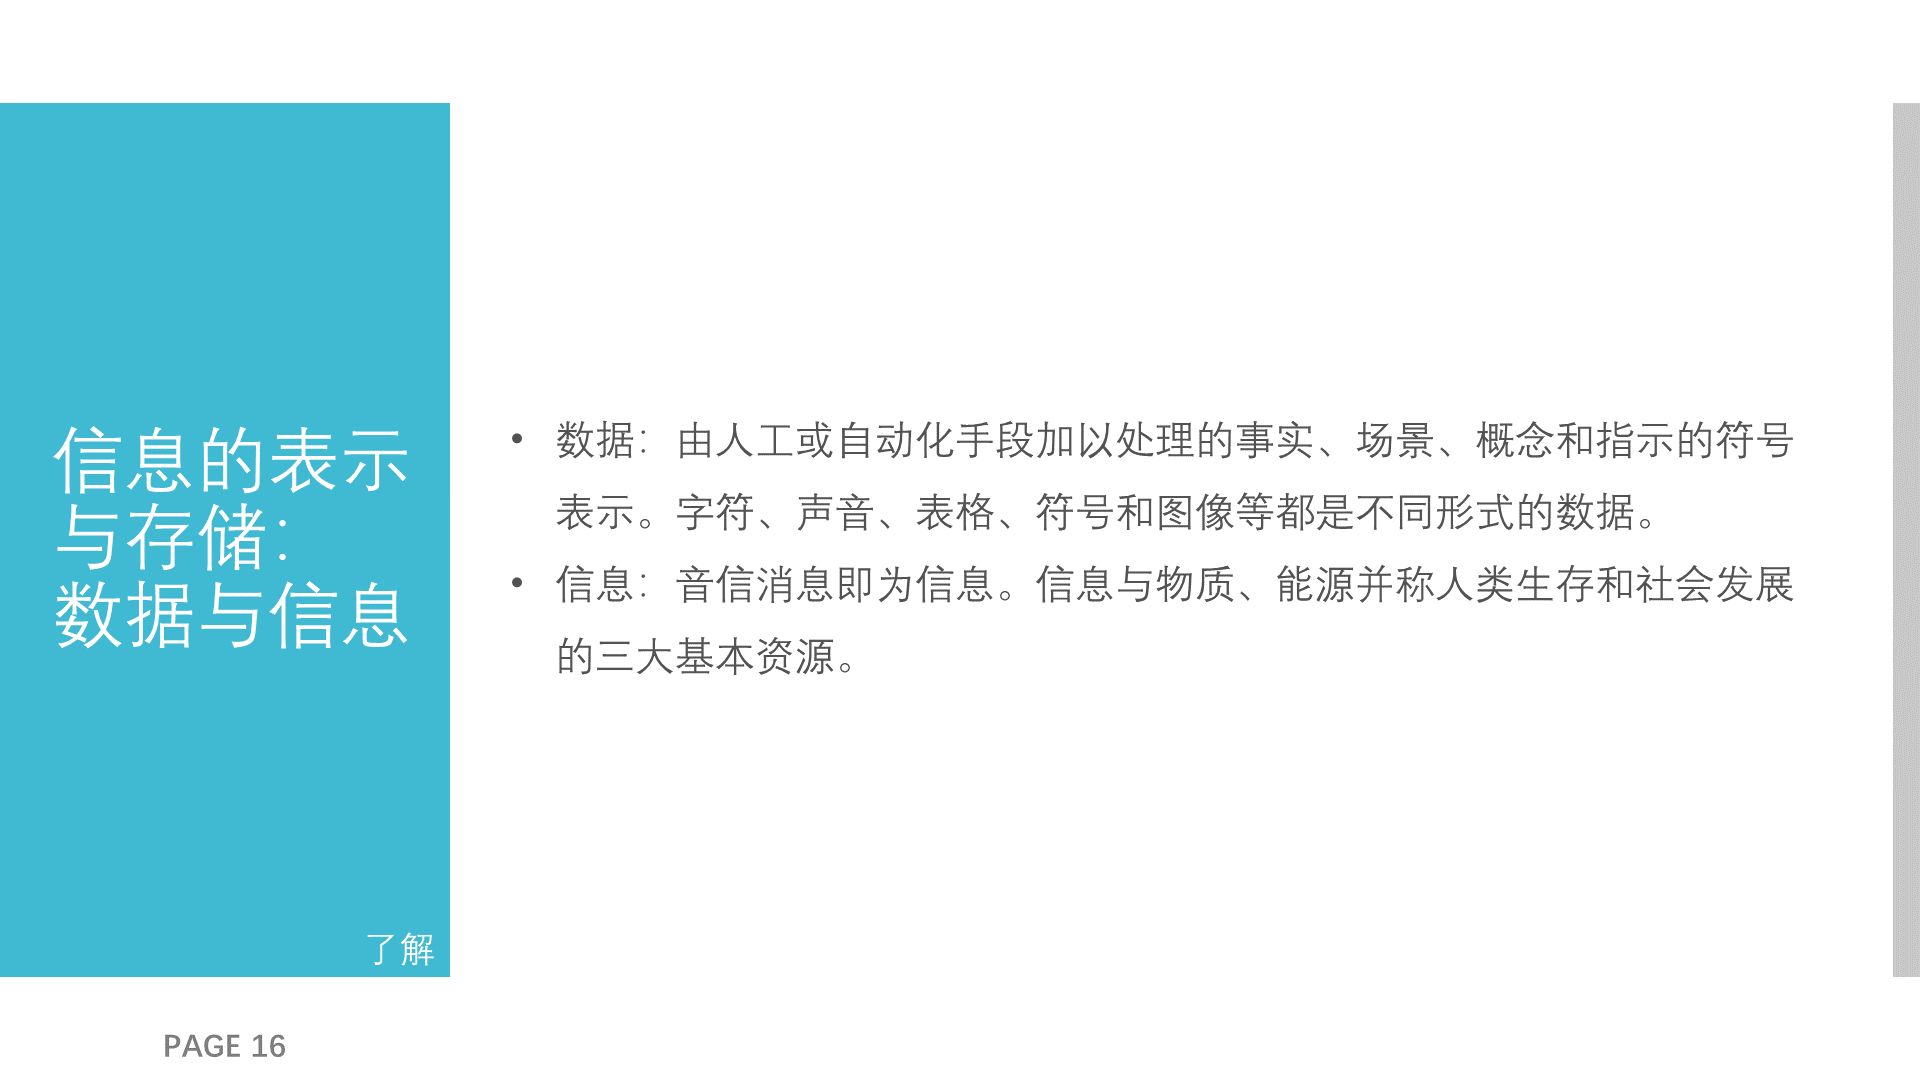 信息的表示
与存储：
数据与信息
了解
• 数据：由人工或自动化手段加以处理的事实、场景、概念和指示的符号
表示。字符、声音、表格、符号和图像等都是不同形式的数据。
• 信息：音信消息即为信息。信息与物质、能源并称人类生存和社会发展
的三大基本资源。
PAGE 16